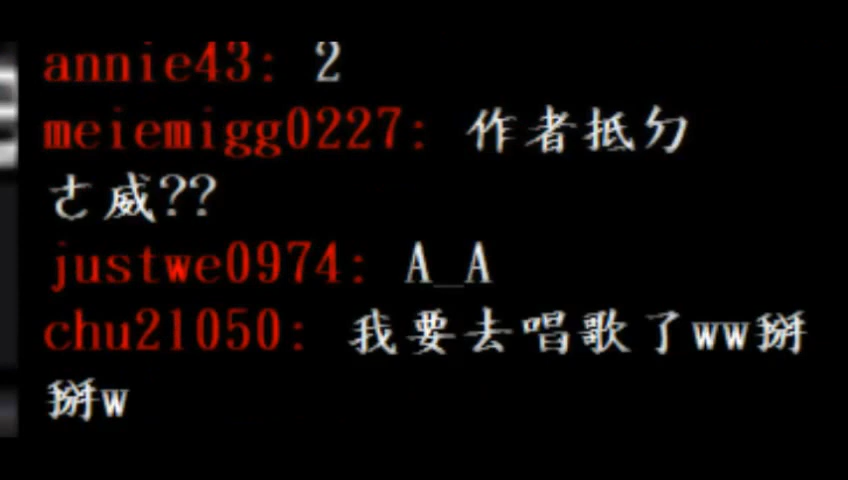 annie43: 2
meiemigg0227: 作者抵ㄉ
ㄜ威??
justwe0974: A_A
chu21050: 我要去唱歌了ww掰
掰w